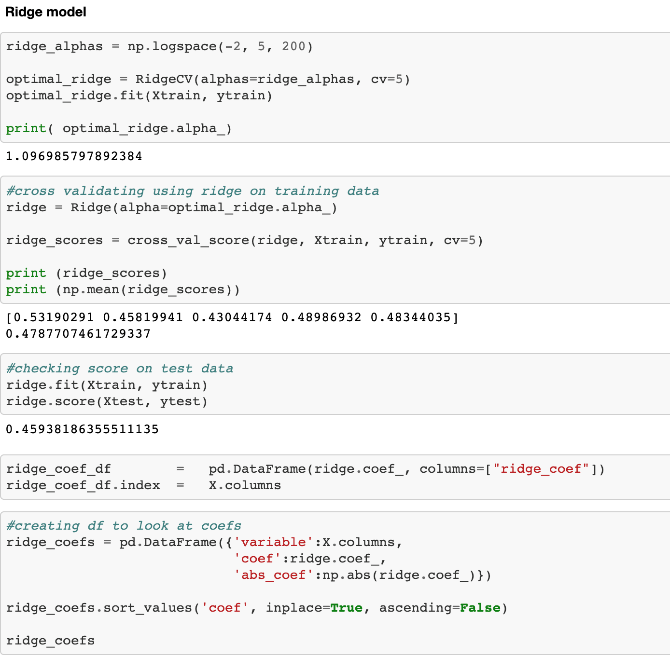 Ridge model
ridge_alphas = np.logspace(-2, 5, 200)
optimal_ridge = RidgeCV(alphas=ridge_alphas, cv=5)
optimal_ridge.fit(Xtrain, ytrain)
print( optimal_ridge.alpha_)
1.096985797892384
#cross validating using ridge on training data
ridge = Ridge(alpha=optimal_ridge.alpha_)
ridge_scores = cross_val_score(ridge, Xtrain, ytrain, cv=5)
print (ridge_scores)
print (np.mean(ridge_scores))
[0.53190291 0.45819941 0.43044174 0.48986932 0.48344035]
0.4787707461729337
#checking score on test data
ridge.fit(Xtrain, ytrain)
ridge.score(Xtest, ytest)
0.45938186355511135
ridge_coef_df        =   pd.DataFrame(ridge.coef_, columns=["ridge_coef"])
ridge_coef_df.index  =   X.columns
#creating df to look at coefs
ridge_coefs = pd.DataFrame({'variable':X.columns,
                            'coef':ridge.coef_,
                            'abs_coef':np.abs(ridge.coef_)})
ridge_coefs.sort_values('coef', inplace=True, ascending=False)
ridge_coefs